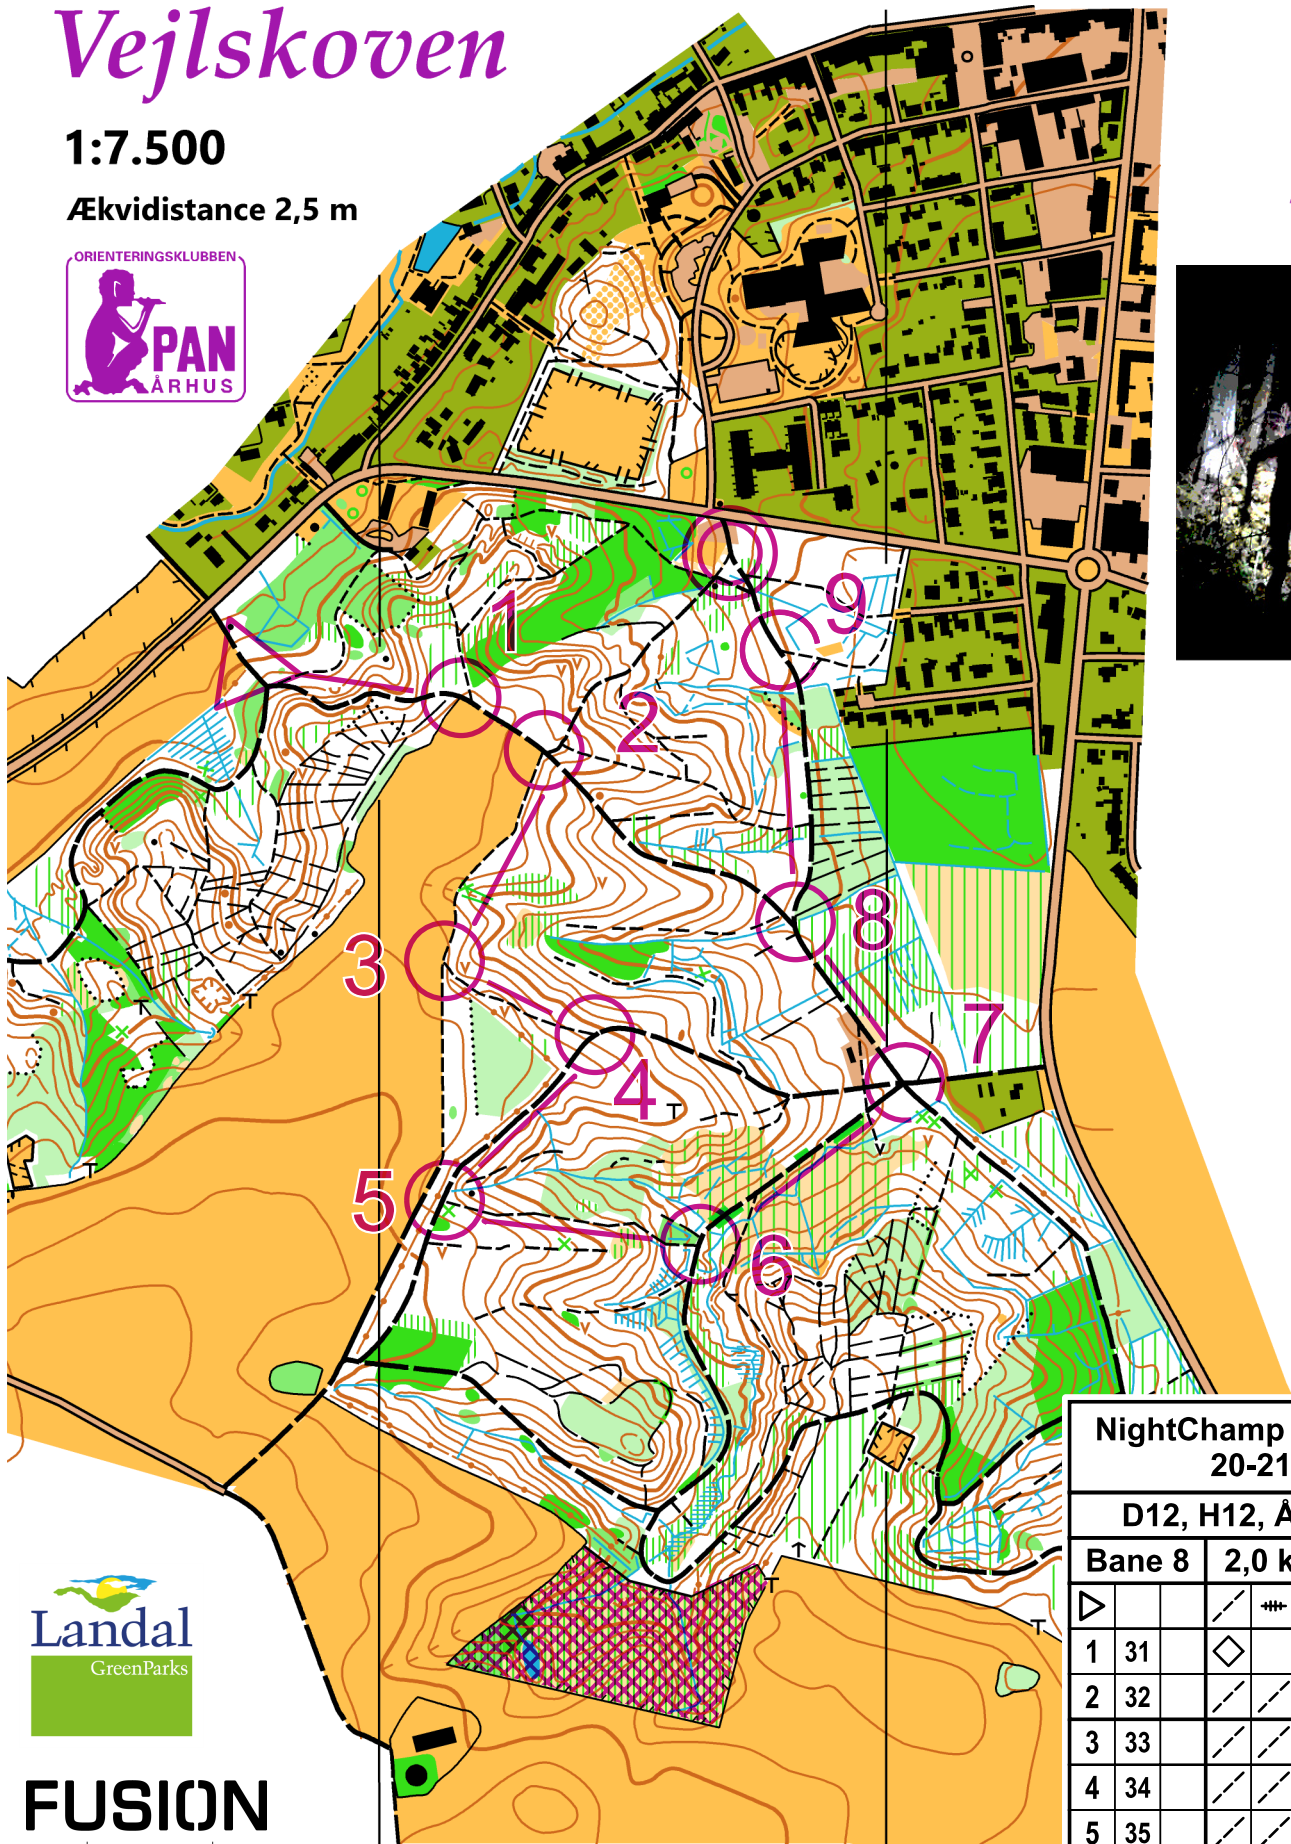 Vejlskoven
1:7.500
Ækvidistance 2,5 m
ORIENTERINGSKLUBBEN
PAN
ÅRHUS
1
2
3
4
5
6
7
8
9
NightChamp
20-21
D12, H12, Å
Bane 8 2,0 k
1 31
2 32
3 33
4 34
5 35
Landal
GreenParks
FUSION